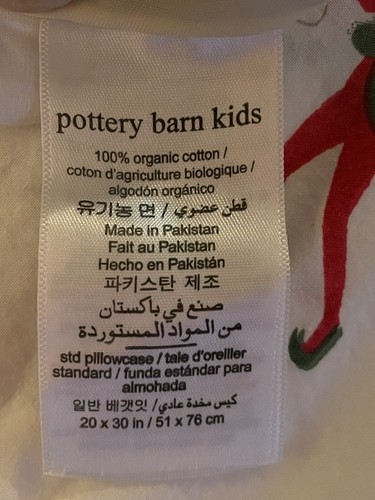 pottery barn kids
100% organic cotton /
coton d'agriculture biologique /
algodón orgánico
유기농 면 / قطن عضوي
Made in Pakistan
Fait au Pakistan
Hecho en Pakistán
파키스탄 제조
صنع في باكستان
من المواد المستوردة
std pillowcase / taie d'oreiller
standard / funda estándar para
almohada
일반 베갯잇 / كيس مخدة عادي
20 x 30 in / 51 x 76 cm